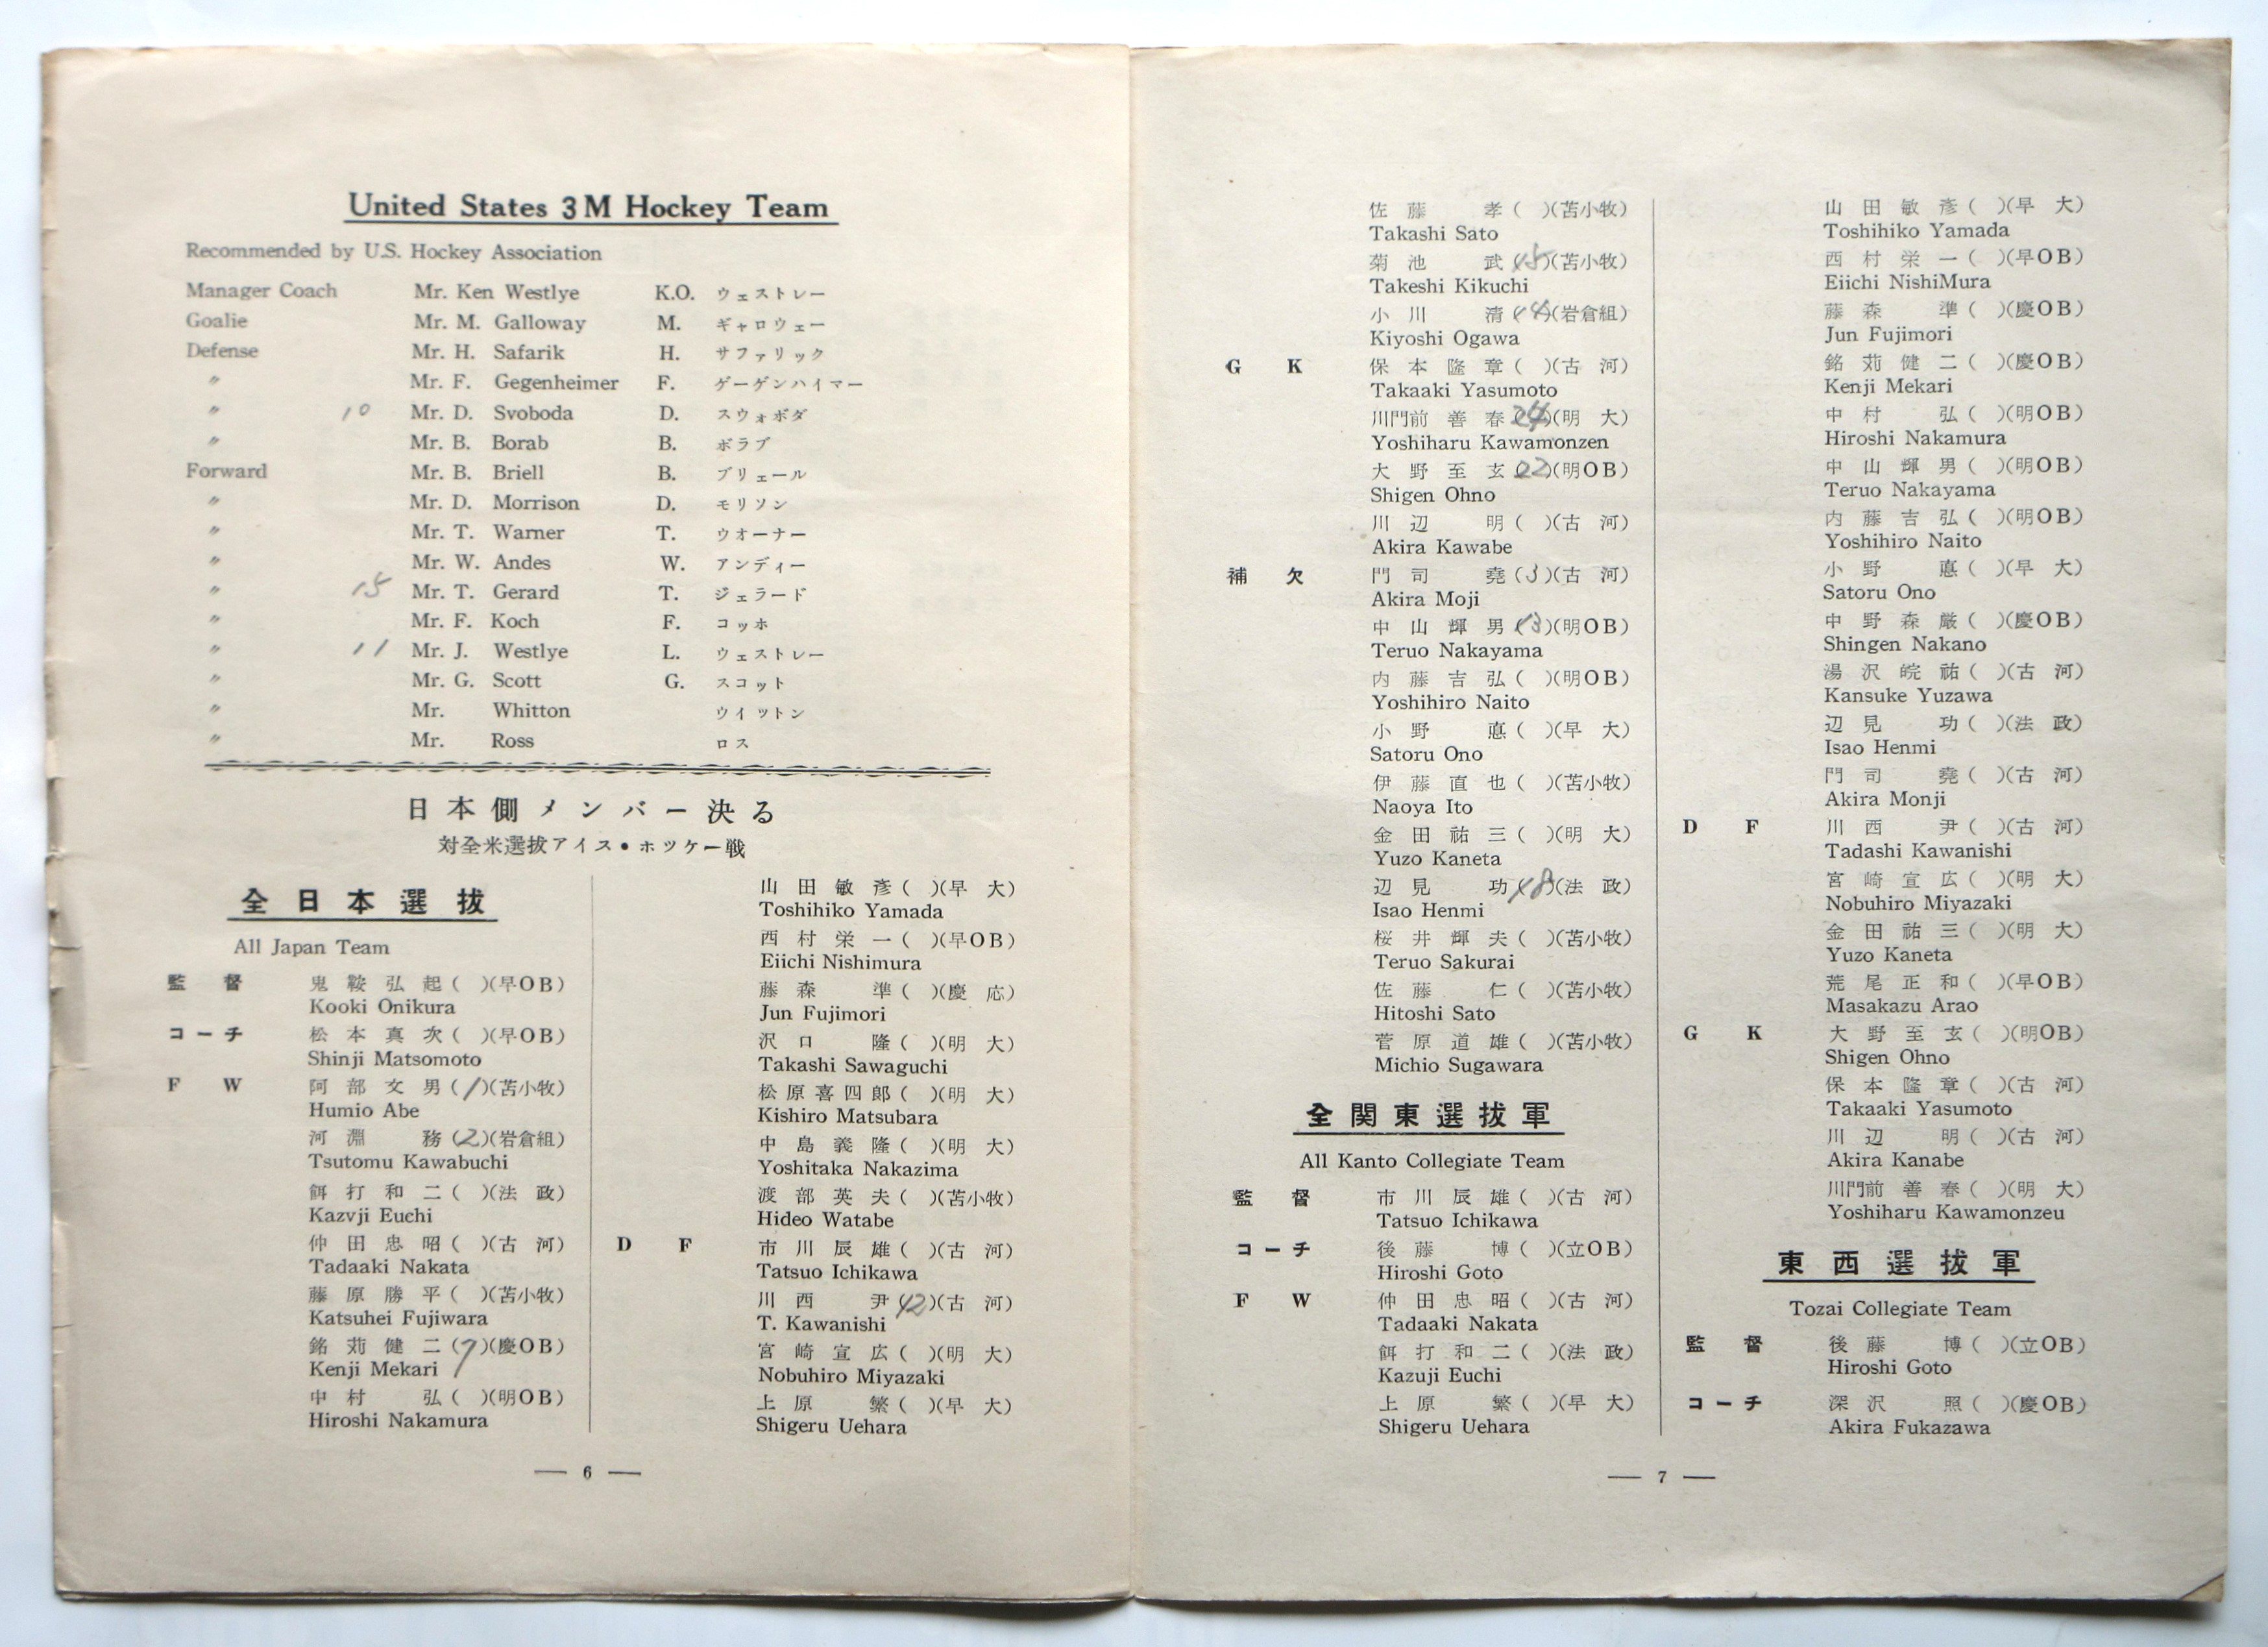 United States 3M Hockey Team
Recommended by U.S. Hockey Association
Manager Coach Mr. Ken Westlye K.O. ウェストレー
Goalie Mr. M. Galloway M. ギャロウェー
Defense Mr. H. Safarik H. サファリック
〃 Mr. F. Gegenheimer F. ゲーゲンハイマー
〃 10 Mr. D. Svoboda D. スウォボダ
〃 Mr. B. Borab B. ボラブ
Forward Mr. B. Briell B. ブリェール
〃 Mr. D. Morrison D. モリソン
〃 Mr. T. Warner T. ウオーナー
〃 Mr. W. Andes W. アンディー
〃 15 Mr. T. Gerard T. ジェラード
〃 Mr. F. Koch F. コッホ
〃 11 Mr. J. Westlye L. ウェストレー
〃 Mr. G. Scott G. スコット
〃 Mr. Whitton ウイットン
〃 Mr. Ross ロス
日本側メンバー決る
対全米選抜アイス・ホツケー戦
全日本選抜
All Japan Team
監督 鬼鞍弘起( )(早OB)
Kooki Onikura
コーチ 松本真次( )(早OB)
Shinji Matsomoto
FW 阿部文男(1)(苫小牧)
Humio Abe
河淵務(2)(岩倉組)
Tsutomu Kawabuchi
餌打和二( )(法政)
Kazvji Euchi
仲田忠昭( )(古河)
Tadaaki Nakata
藤原勝平( )(苫小牧)
Katsuhei Fujiwara
銘苅健二(7)(慶OB)
Kenji Mekari
中村弘( )(明OB)
Hiroshi Nakamura
山田敏彦( )(早大)
Toshihiko Yamada
西村栄一( )(早OB)
Eiichi Nishimura
藤森準( )(慶応)
Jun Fujimori
沢口隆( )(明大)
Takashi Sawaguchi
松原喜四郎( )(明大)
Kishiro Matsubara
中島義隆( )(明大)
Yoshitaka Nakazima
渡部英夫( )(苫小牧)
Hideo Watabe
DF 市川辰雄( )(古河)
Tatsuo Ichikawa
川西尹(12)(古河)
T. Kawanishi
宮崎宣広( )(明大)
Nobuhiro Miyazaki
上原繁( )(早大)
Shigeru Uehara
— 6 —
佐藤孝( )(苫小牧)
Takashi Sato
菊池武(15)(苫小牧)
Takeshi Kikuchi
小川清( )(岩倉組)
Kiyoshi Ogawa
GK 保本隆章( )(古河)
Takaaki Yasumoto
川門前善春(24)(明大)
Yoshiharu Kawamonzen
大野至玄(22)(明OB)
Shigen Ohno
川辺明( )(古河)
Akira Kawabe
補欠 門司堯(3)(古河)
Akira Moji
中山輝男(13)(明OB)
Teruo Nakayama
内藤吉弘( )(明OB)
Yoshihiro Naito
小野悳( )(早大)
Satoru Ono
伊藤直也( )(苫小牧)
Naoya Ito
金田祐三( )(明大)
Yuzo Kaneta
辺見功(18)(法政)
Isao Henmi
桜井輝夫( )(苫小牧)
Teruo Sakurai
佐藤仁( )(苫小牧)
Hitoshi Sato
菅原道雄( )(苫小牧)
Michio Sugawara
全関東選抜軍
All Kanto Collegiate Team
監督 市川辰雄( )(古河)
Tatsuo Ichikawa
コーチ 後藤博( )(立OB)
Hiroshi Goto
FW 仲田忠昭( )(古河)
Tadaaki Nakata
餌打和二( )(法政)
Kazuji Euchi
上原繁( )(早大)
Shigeru Uehara
山田敏彦( )(早大)
Toshihiko Yamada
西村栄一( )(早OB)
Eiichi NishiMura
藤森準( )(慶OB)
Jun Fujimori
銘苅健二( )(慶OB)
Kenji Mekari
中村弘( )(明OB)
Hiroshi Nakamura
中山輝男( )(明OB)
Teruo Nakayama
内藤吉弘( )(明OB)
Yoshihiro Naito
小野悳( )(早大)
Satoru Ono
中野森厳( )(慶OB)
Shingen Nakano
湯沢皖祐( )(古河)
Kansuke Yuzawa
辺見功( )(法政)
Isao Henmi
門司堯( )(古河)
Akira Monji
DF 川西尹( )(古河)
Tadashi Kawanishi
宮崎宣広( )(明大)
Nobuhiro Miyazaki
金田祐三( )(明大)
Yuzo Kaneta
荒尾正和( )(早OB)
Masakazu Arao
GK 大野至玄( )(明OB)
Shigen Ohno
保本隆章( )(古河)
Takaaki Yasumoto
川辺明( )(古河)
Akira Kanabe
川門前善春( )(明大)
Yoshiharu Kawamonzeu
東西選抜軍
Tozai Collegiate Team
監督 後藤博( )(立OB)
Hiroshi Goto
コーチ 深沢照( )(慶OB)
Akira Fukazawa
— 7 —